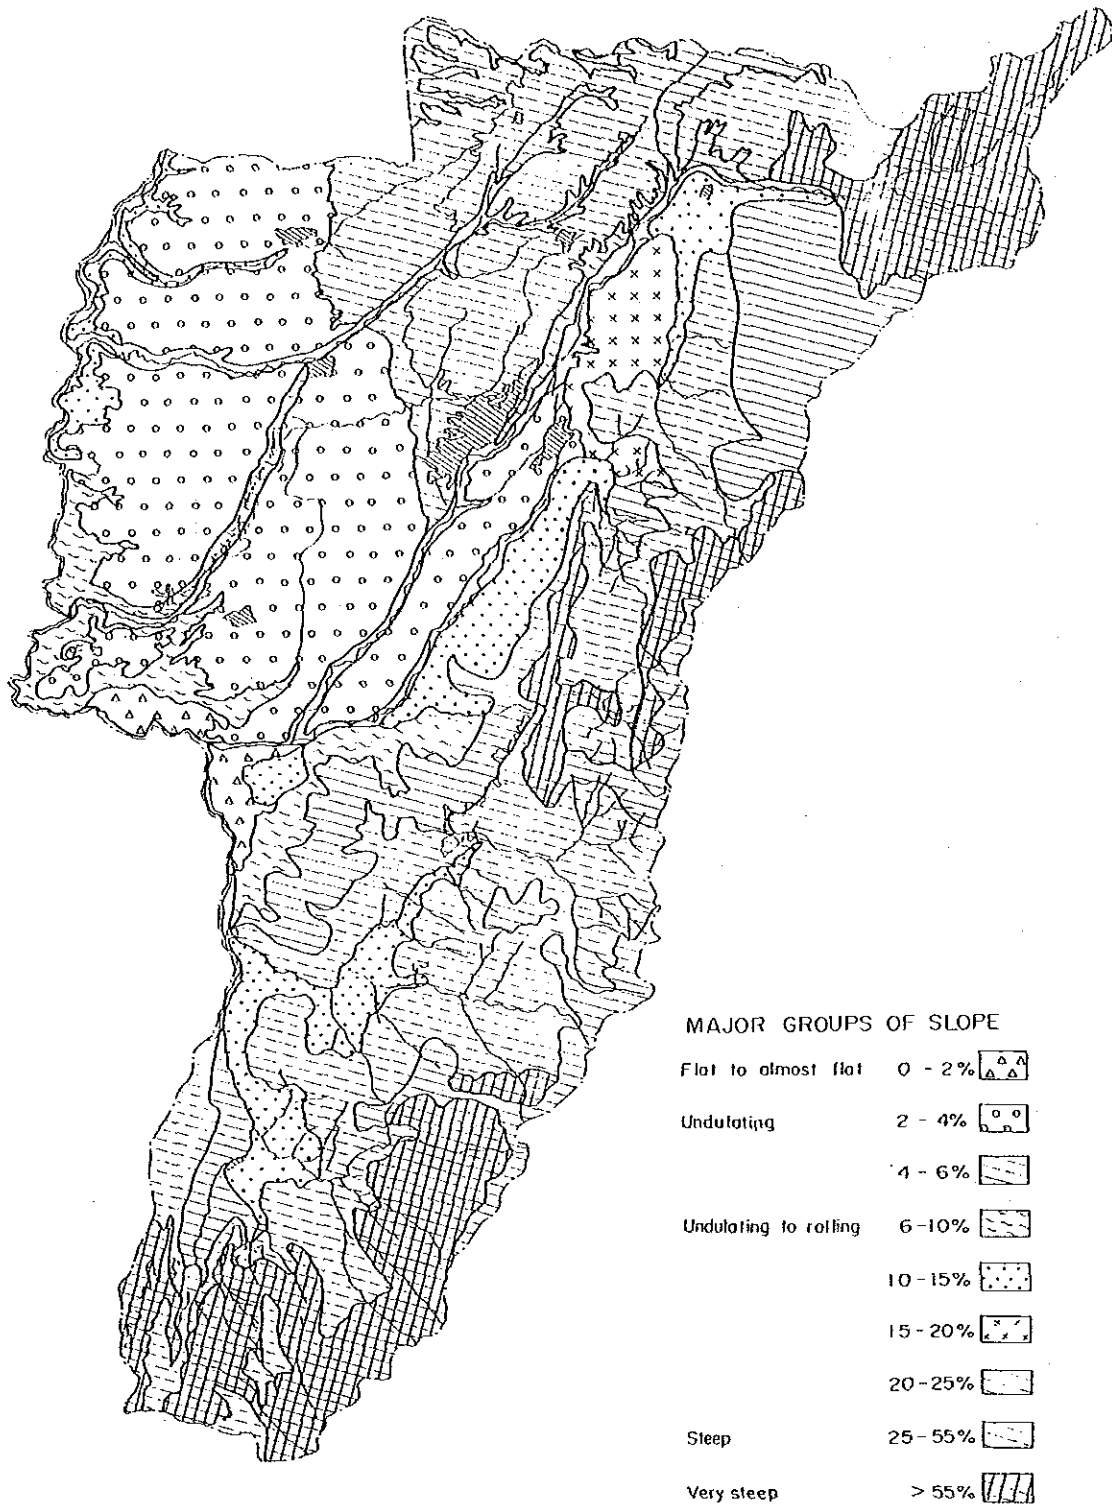 MAJOR GROUPS OF SLOPE
Flat to almost flat 0 - 2%
Undulating 2 - 4%
4 - 6%
Undulating to rolling 6 - 10%
10 - 15%
15 - 20%
20 - 25%
Steep 25 - 55%
Very steep > 55%